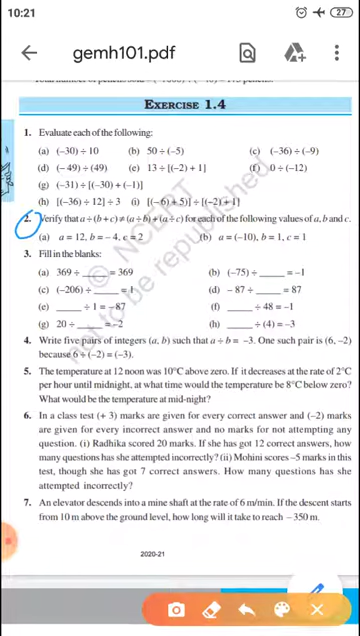 10:21
27
gemh101.pdf
EXERCISE 1.4
1. Evaluate each of the following:
(a) (–30) ÷ 10 (b) 50 ÷ (–5) (c) (–36) ÷ (–9)
(d) (– 49) ÷ (49) (e) 13 ÷ [(–2) + 1] (f) 0 ÷ (–12)
(g) (–31) ÷ [(–30) + (–1)]
(h) [(–36) ÷ 12] ÷ 3 (i) [(–6) + 5)] ÷ [(–2) + 1]
2. Verify that a ÷ (b + c) ≠ (a ÷ b) + (a ÷ c) for each of the following values of a, b and c.
(a) a = 12, b = – 4, c = 2 (b) a = (–10), b = 1, c = 1
3. Fill in the blanks:
(a) 369 ÷ _____ = 369 (b) (–75) ÷ _____ = –1
(c) (–206) ÷ _____ = 1 (d) – 87 ÷ _____ = 87
(e) _____ ÷ 1 = –87 (f) _____ ÷ 48 = –1
(g) 20 ÷ _____ = –2 (h) _____ ÷ (4) = –3
4. Write five pairs of integers (a, b) such that a ÷ b = –3. One such pair is (6, –2)
because 6 ÷ (–2) = (–3).
5. The temperature at 12 noon was 10°C above zero. If it decreases at the rate of 2°C
per hour until midnight, at what time would the temperature be 8°C below zero?
What would be the temperature at mid-night?
6. In a class test (+ 3) marks are given for every correct answer and (–2) marks
are given for every incorrect answer and no marks for not attempting any
question. (i) Radhika scored 20 marks. If she has got 12 correct answers, how
many questions has she attempted incorrectly? (ii) Mohini scores –5 marks in this
test, though she has got 7 correct answers. How many questions has she
attempted incorrectly?
7. An elevator descends into a mine shaft at the rate of 6 m/min. If the descent starts
from 10 m above the ground level, how long will it take to reach – 350 m.
2020-21
© NCERT
not to be republished